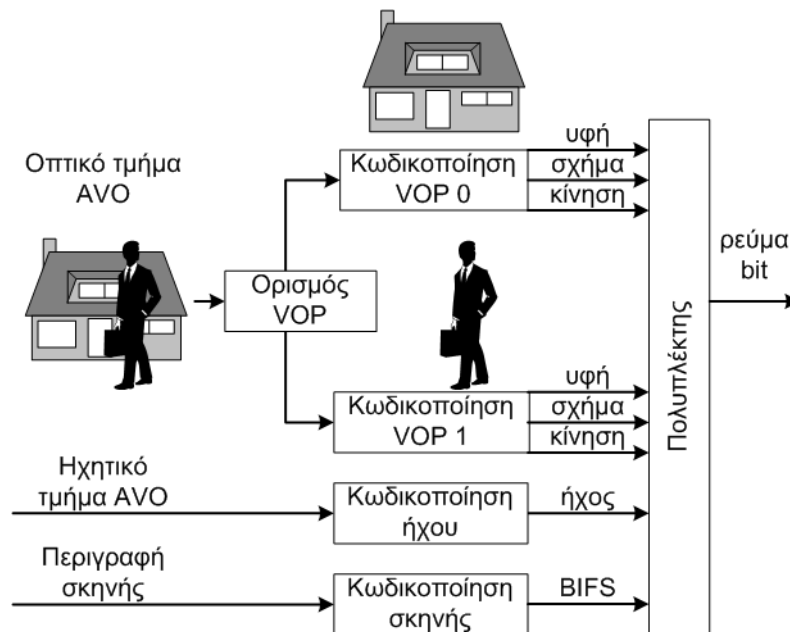 Οπτικό τμήμα
AVO
Ορισμός
VOP
Κωδικοποίηση
VOP 0
υφή
σχήμα
κίνηση
Κωδικοποίηση
VOP 1
υφή
σχήμα
κίνηση
Ηχητικό
τμήμα AVO
Κωδικοποίηση
ήχου
ήχος
Περιγραφή
σκηνής
Κωδικοποίηση
σκηνής
BIFS
Πολυπλέκτης
ρεύμα
bit